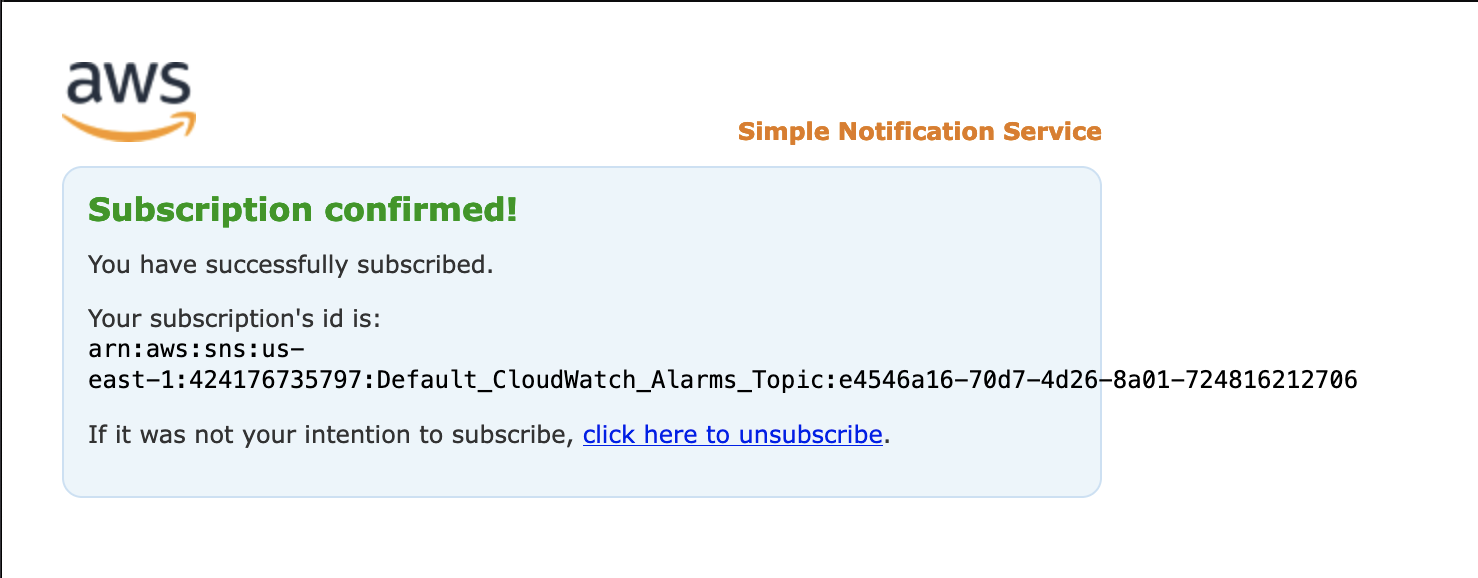 aws
Simple Notification Service
Subscription confirmed!
You have successfully subscribed.
Your subscription's id is:
arn:aws:sns:us-
east-1:424176735797:Default_CloudWatch_Alarms_Topic:e4546a16-70d7-4d26-8a01-724816212706
If it was not your intention to subscribe, click here to unsubscribe.